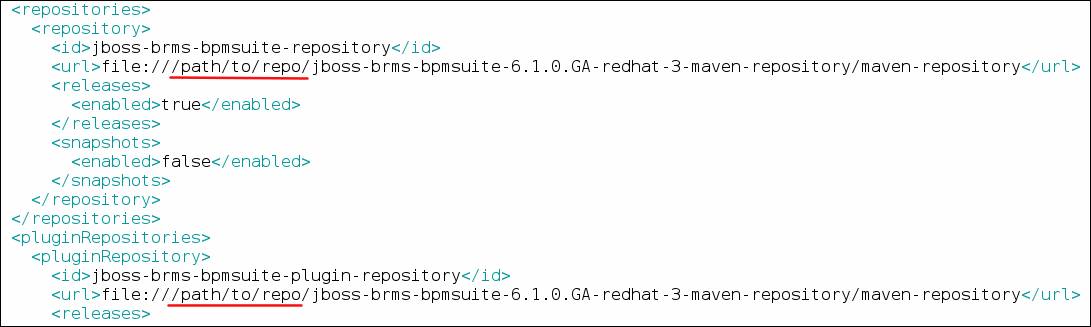 <repositories>
<repository>
<id>jboss-brms-bpmsuite-repository</id>
<url>file:///path/to/repo/jboss-brms-bpmsuite-6.1.0.GA-redhat-3-maven-repository/maven-repository</url>
<releases>
<enabled>true</enabled>
</releases>
<snapshots>
<enabled>false</enabled>
</snapshots>
</repository>
</repositories>
<pluginRepositories>
<pluginRepository>
<id>jboss-brms-bpmsuite-plugin-repository</id>
<url>file:///path/to/repo/jboss-brms-bpmsuite-6.1.0.GA-redhat-3-maven-repository/maven-repository</url>
<releases>